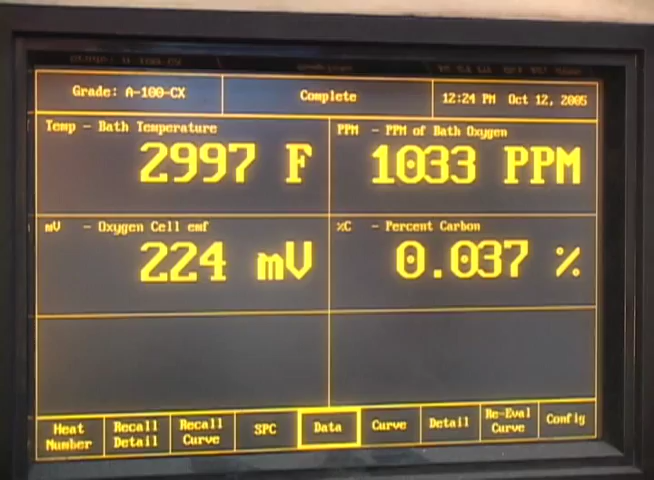 Grade: A-100-CX
Complete
12:24 PM Oct 12, 2005
Temp - Bath Temperature
2997 F
PPM - PPM of Bath Oxygen
1033 PPM
mV - Oxygen Cell emf
224 mV
%C - Percent Carbon
0.037 %
Heat Number
Recall Detail
Recall Curve
SPC
Data
Curve
Detail
Re-Eval Curve
Config